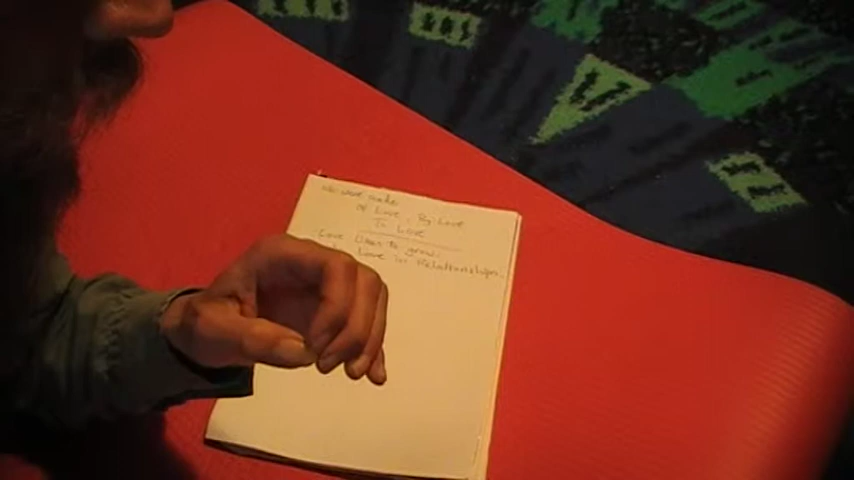 We were made
of Love. By Love
To Love
Love Likes to grow.
Love in Relationships.